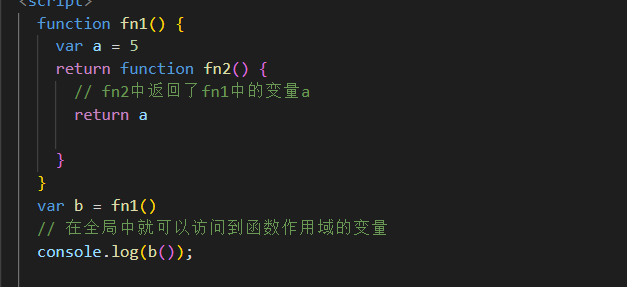 <script>
function fn1() {
var a = 5
return function fn2() {
// fn2中返回了fn1中的变量a
return a
}
}
var b = fn1()
// 在全局中就可以访问到函数作用域的变量
console.log(b());